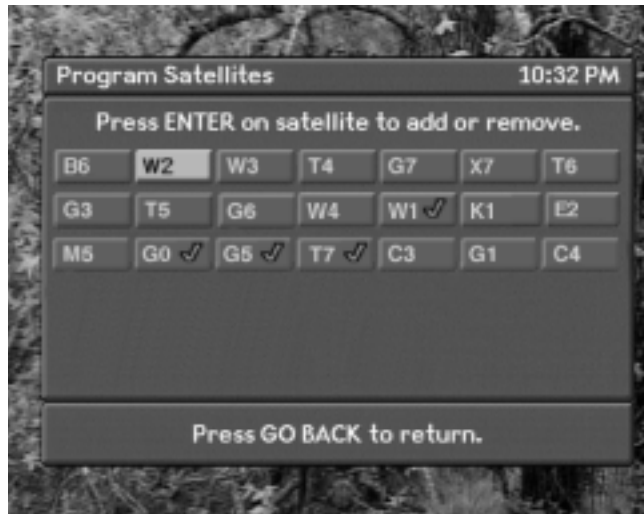 Program Satellites 10:32 PM
Press ENTER on satellite to add or remove.
B6 W2 W3 T4 G7 X7 T6
G3 T5 G6 W4 W1 K1 E2
M5 G0 G5 T7 C3 G1 C4
Press GO BACK to return.